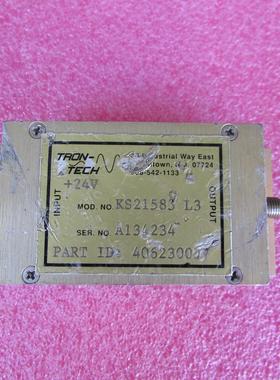 TRON-TECH
Industrial Way East
town, N.J. 07724
542-1133
INPUT
+24V
OUTPUT
MOD. NO KS21583 L3
SER. NO. A134234
PART ID: